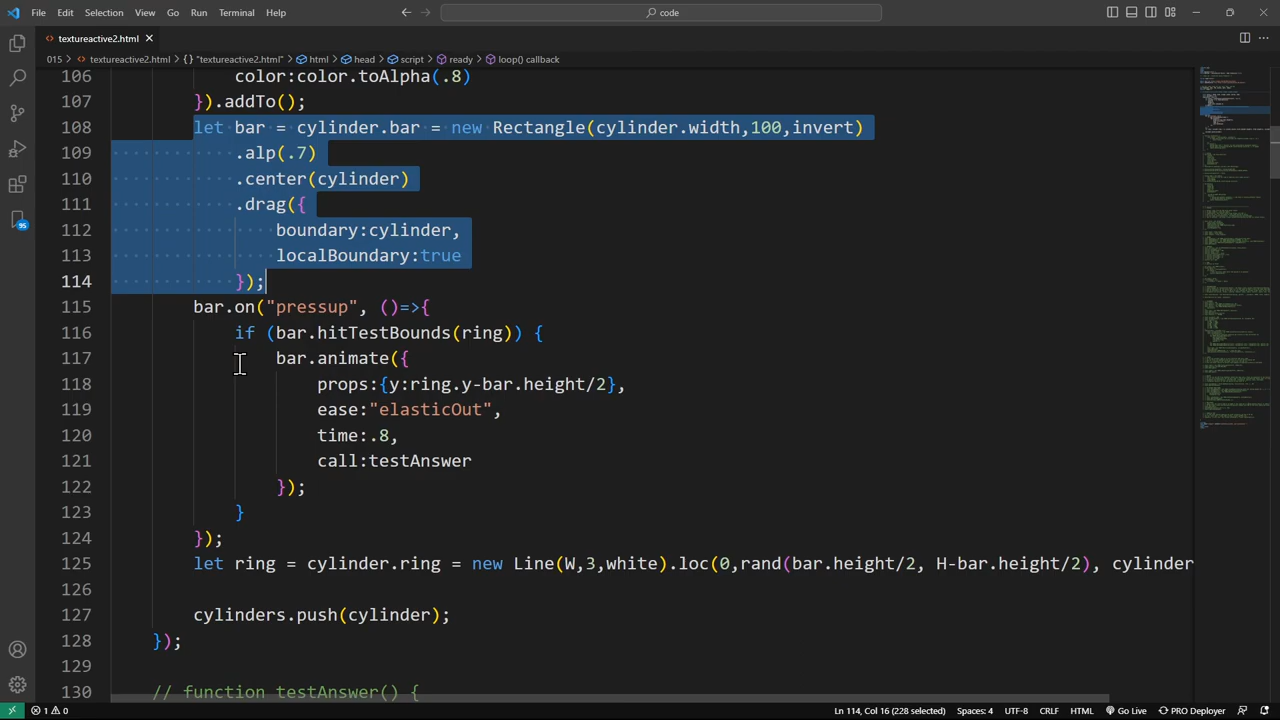 File Edit Selection View Go Run Terminal Help
code
textureactive2.html
015 > textureactive2.html > "textureactive2.html" > html > head > script > ready > loop() callback
106 color:color.toAlpha(.8)
107 }).addTo();
108 let bar = cylinder.bar = new Rectangle(cylinder.width,100,invert)
109 .alp(.7)
110 .center(cylinder)
111 .drag({
112 boundary:cylinder,
113 localBoundary:true
114 });
115 bar.on("pressup", ()=>{
116 if (bar.hitTestBounds(ring)) {
117 bar.animate({
118 props:{y:ring.y-bar.height/2},
119 ease:"elasticOut",
120 time:.8,
121 call:testAnswer
122 });
123 }
124 });
125 let ring = cylinder.ring = new Line(W,3,white).loc(0,rand(bar.height/2, H-bar.height/2), cylinder
126
127 cylinders.push(cylinder);
128 });
129
130 // function testAnswer() {
95
1 0 Ln 114, Col 16 (228 selected) Spaces: 4 UTF-8 CRLF HTML Go Live PRO Deployer